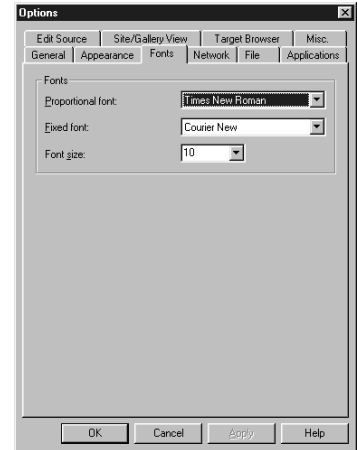 Options
Edit Source Site/Gallery View Target Browser Misc.
General Appearance Fonts Network File Applications
Fonts
Proportional font: Times New Roman
Fixed font: Courier New
Font size: 10
OK Cancel Apply Help